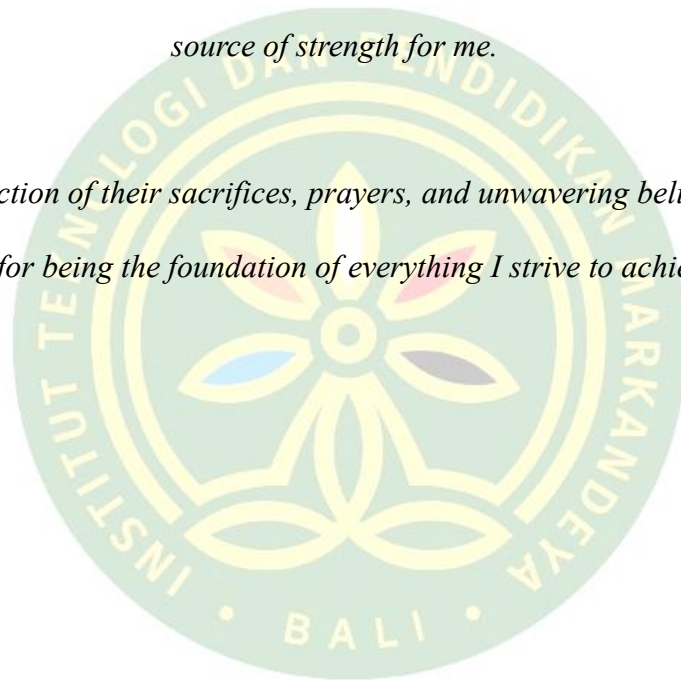 source of strength for me.
ction of their sacrifices, prayers, and unwavering beli
for being the foundation of everything I strive to achie
INSTITUT TEKNOLOGI DAN PENDIDIKAN MARKANDEYA
• BALI •